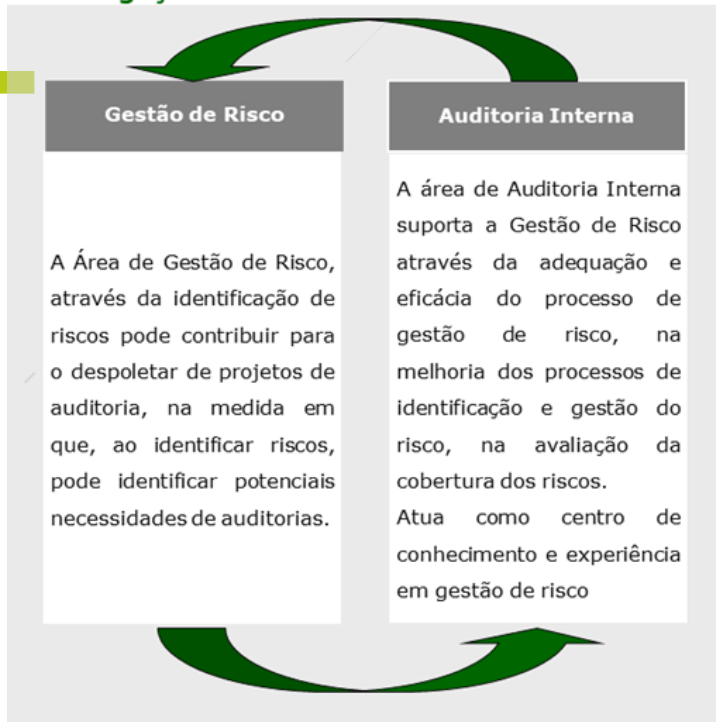 Gestão de Risco
A Área de Gestão de Risco,
através da identificação de
riscos pode contribuir para
o despoletar de projetos de
auditoria, na medida em
que, ao identificar riscos,
pode identificar potenciais
necessidades de auditorias.
Auditoria Interna
A área de Auditoria Interna
suporta a Gestão de Risco
através da adequação e
eficácia do processo de
gestão de risco, na
melhoria dos processos de
identificação e gestão do
risco, na avaliação da
cobertura dos riscos.
Atua como centro de
conhecimento e experiência
em gestão de risco